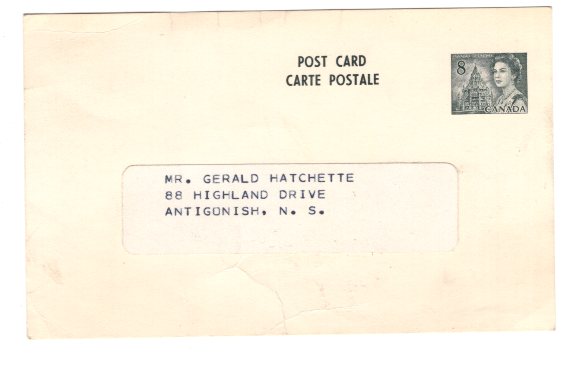 POST CARD
CARTE POSTALE
8
CANADA
MR. GERALD HATCHETTE
88 HIGHLAND DRIVE
ANTIGONISH, N. S.